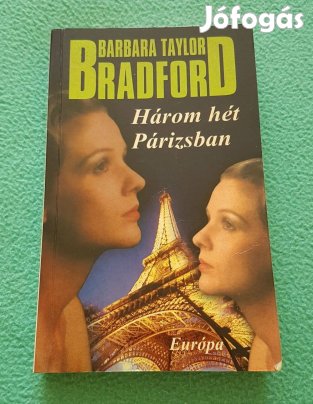 Jófogás
BARBARA TAYLOR
BRADFORD
Három hét
Párizsban
Európa